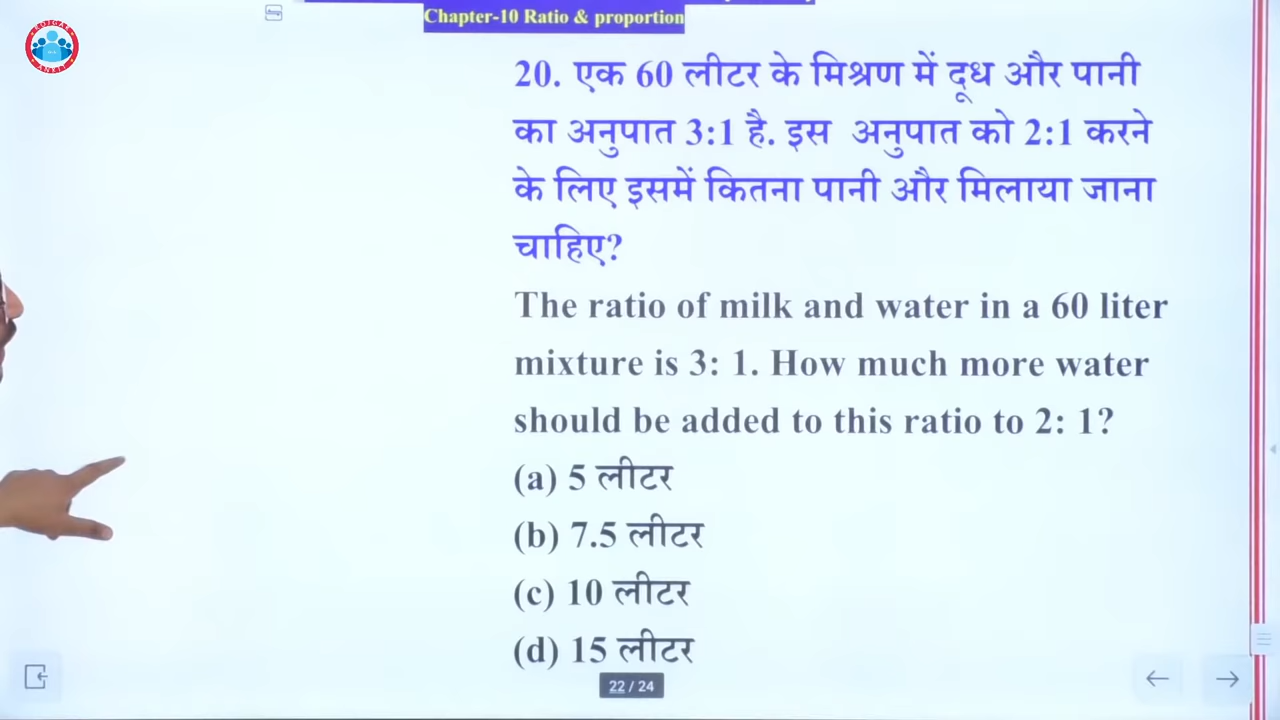 Chapter-10 Ratio & proportion
ROJGAR
ANKIT
20. एक 60 लीटर के मिश्रण में दूध और पानी
का अनुपात 3:1 है. इस अनुपात को 2:1 करने
के लिए इसमें कितना पानी और मिलाया जाना
चाहिए?
The ratio of milk and water in a 60 liter
mixture is 3: 1. How much more water
should be added to this ratio to 2: 1?
(a) 5 लीटर
(b) 7.5 लीटर
(c) 10 लीटर
(d) 15 लीटर
22 / 24